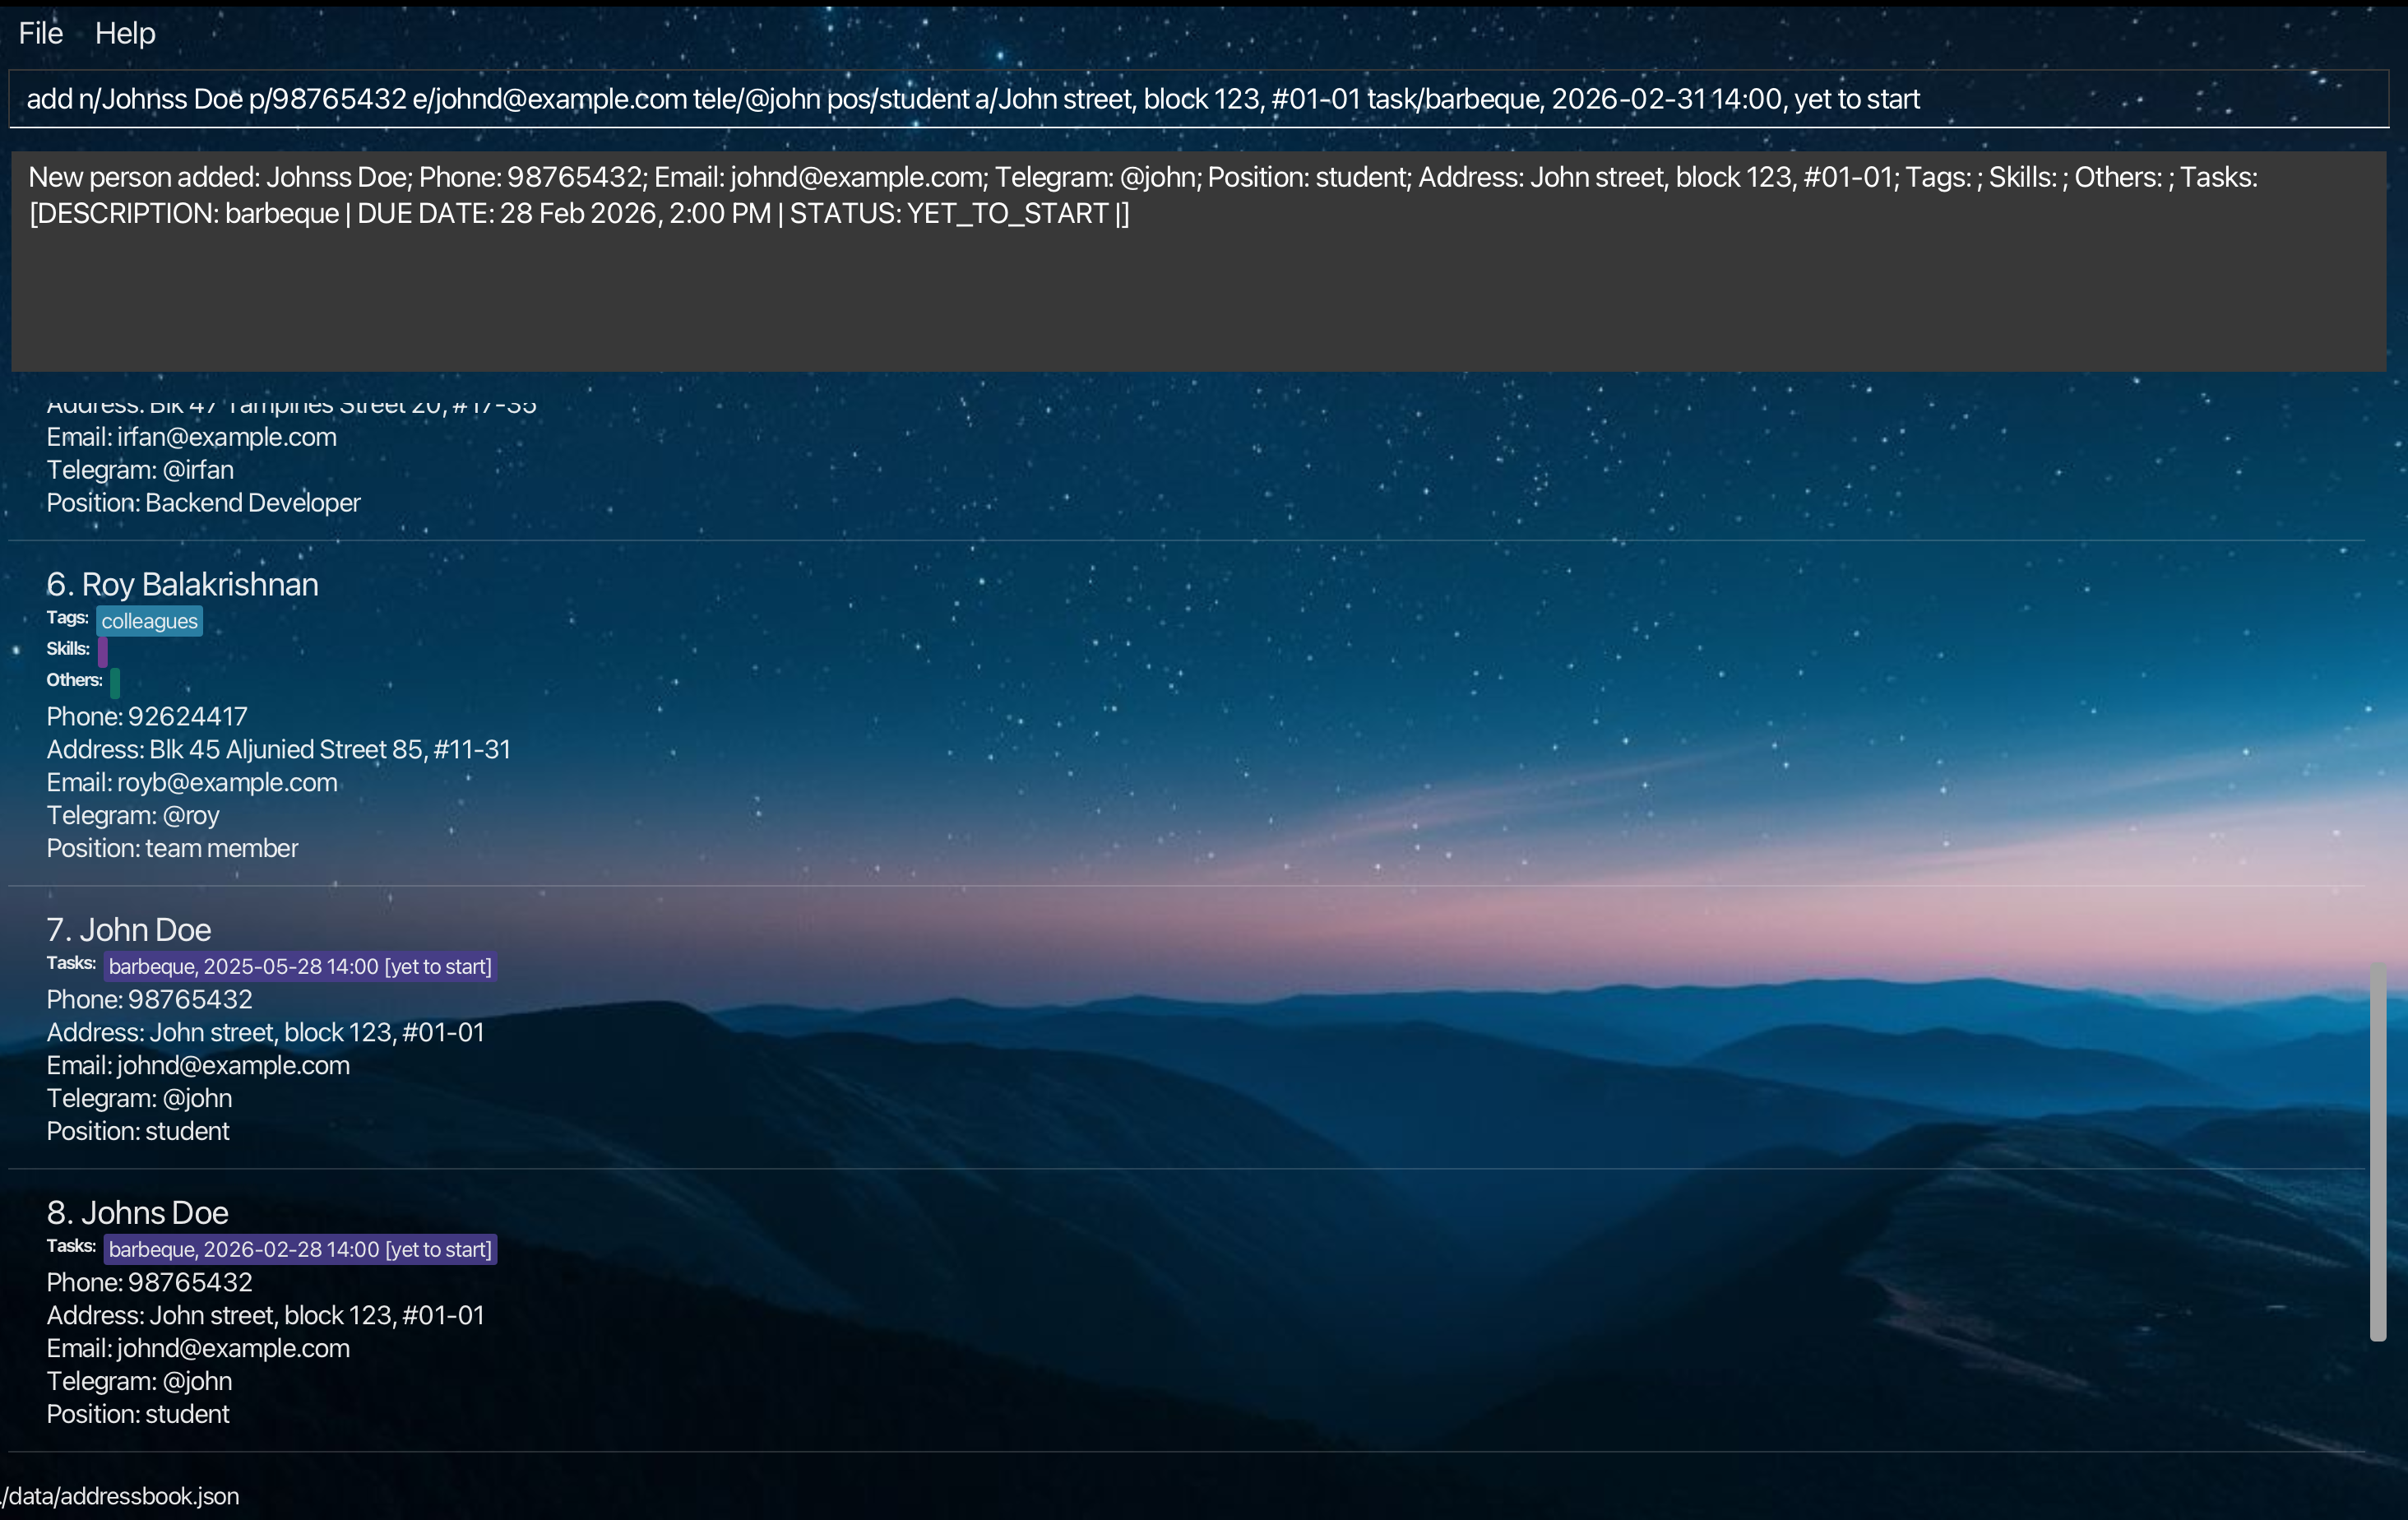 File Help
add n/Johnss Doe p/98765432 e/johnd@example.com tele/@john pos/student a/John street, block 123, #01-01 task/barbeque, 2026-02-31 14:00, yet to start
New person added: Johnss Doe; Phone: 98765432; Email: johnd@example.com; Telegram: @john; Position: student; Address: John street, block 123, #01-01; Tags: ; Skills: ; Others: ; Tasks:
[DESCRIPTION: barbeque | DUE DATE: 28 Feb 2026, 2:00 PM | STATUS: YET_TO_START |]
Address: Blk 47 Tampines Street 20, #17-35
Email: irfan@example.com
Telegram: @irfan
Position: Backend Developer
6. Roy Balakrishnan
Tags: colleagues
Skills:
Others:
Phone: 92624417
Address: Blk 45 Aljunied Street 85, #11-31
Email: royb@example.com
Telegram: @roy
Position: team member
7. John Doe
Tasks: barbeque, 2025-05-28 14:00 [yet to start]
Phone: 98765432
Address: John street, block 123, #01-01
Email: johnd@example.com
Telegram: @john
Position: student
8. Johns Doe
Tasks: barbeque, 2026-02-28 14:00 [yet to start]
Phone: 98765432
Address: John street, block 123, #01-01
Email: johnd@example.com
Telegram: @john
Position: student
./data/addressbook.json